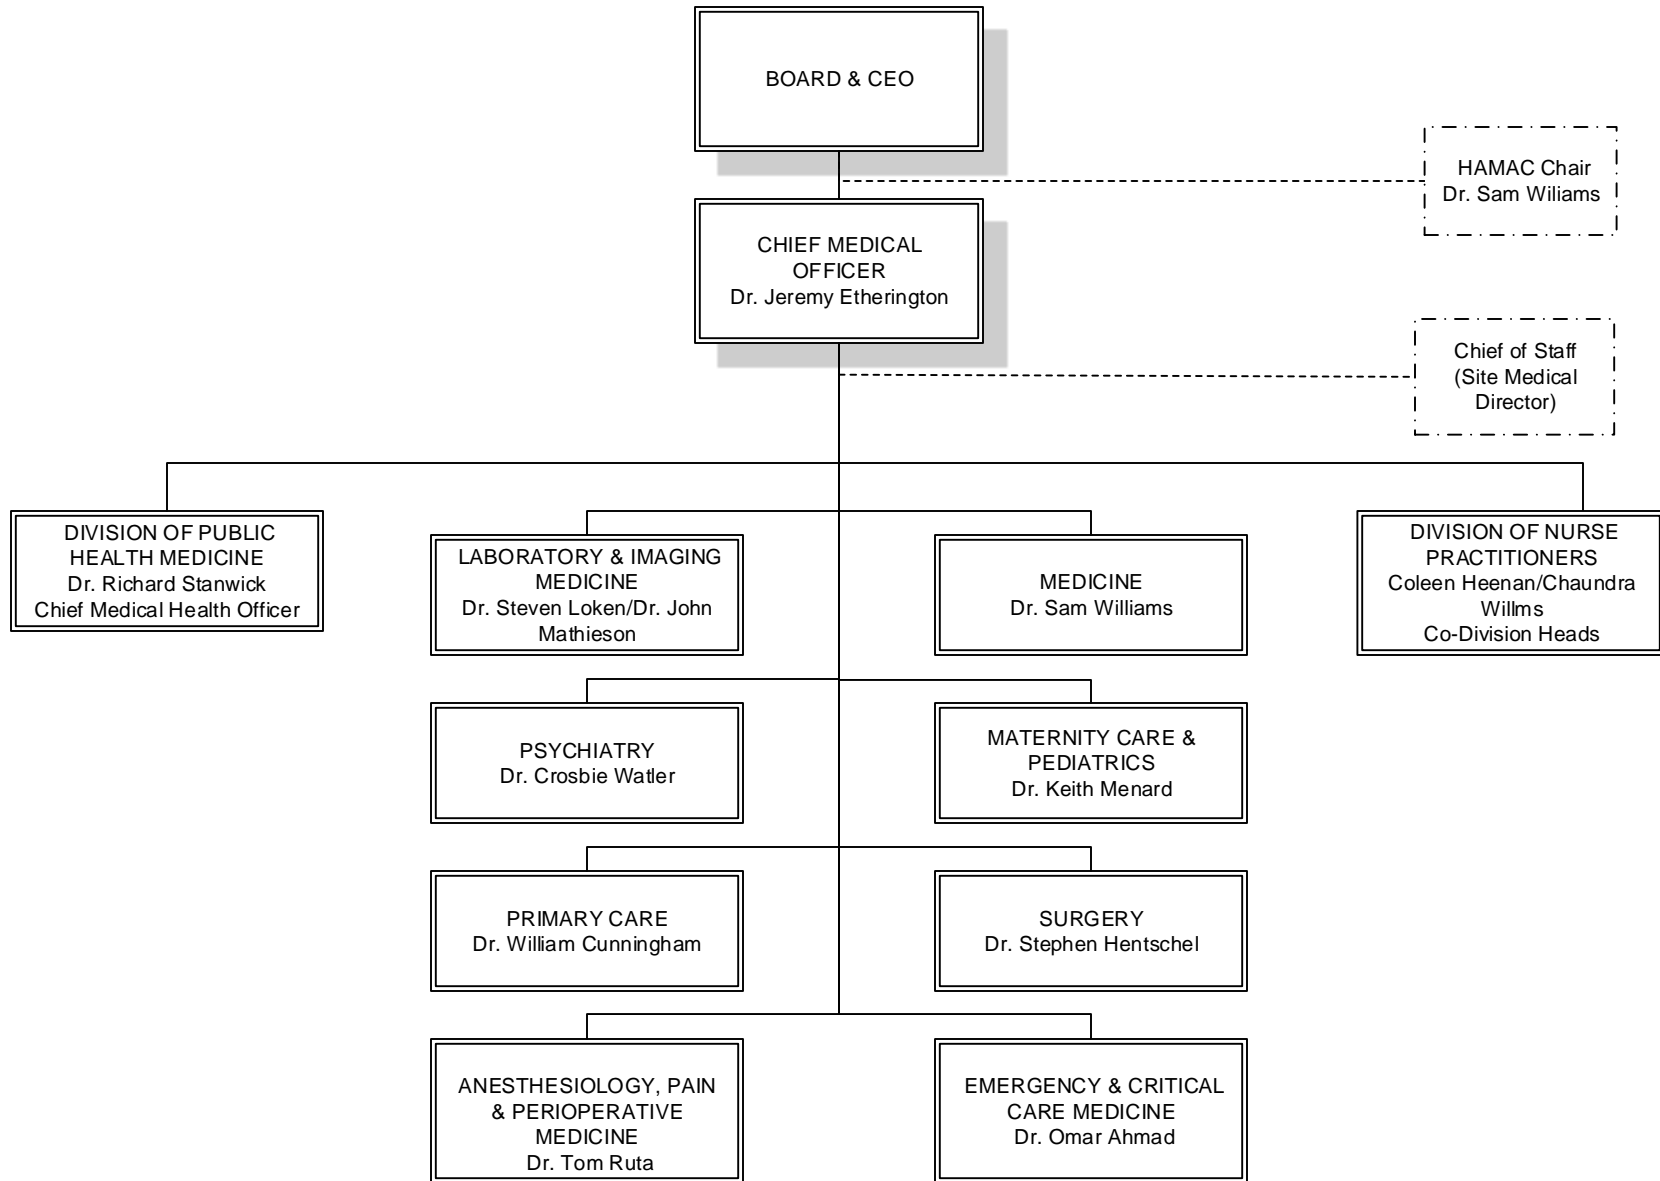 BOARD & CEO
HAMAC Chair
Dr. Sam Wiliams
CHIEF MEDICAL
OFFICER
Dr. Jeremy Etherington
Chief of Staff
(Site Medical
Director)
DIVISION OF PUBLIC
HEALTH MEDICINE
Dr. Richard Stanwick
Chief Medical Health Officer
LABORATORY & IMAGING
MEDICINE
Dr. Steven Loken/Dr. John
Mathieson
MEDICINE
Dr. Sam Williams
DIVISION OF NURSE
PRACTITIONERS
Coleen Heenan/Chaundra
Willms
Co-Division Heads
PSYCHIATRY
Dr. Crosbie Watler
MATERNITY CARE &
PEDIATRICS
Dr. Keith Menard
PRIMARY CARE
Dr. William Cunningham
SURGERY
Dr. Stephen Hentschel
ANESTHESIOLOGY, PAIN
& PERIOPERATIVE
MEDICINE
Dr. Tom Ruta
EMERGENCY & CRITICAL
CARE MEDICINE
Dr. Omar Ahmad